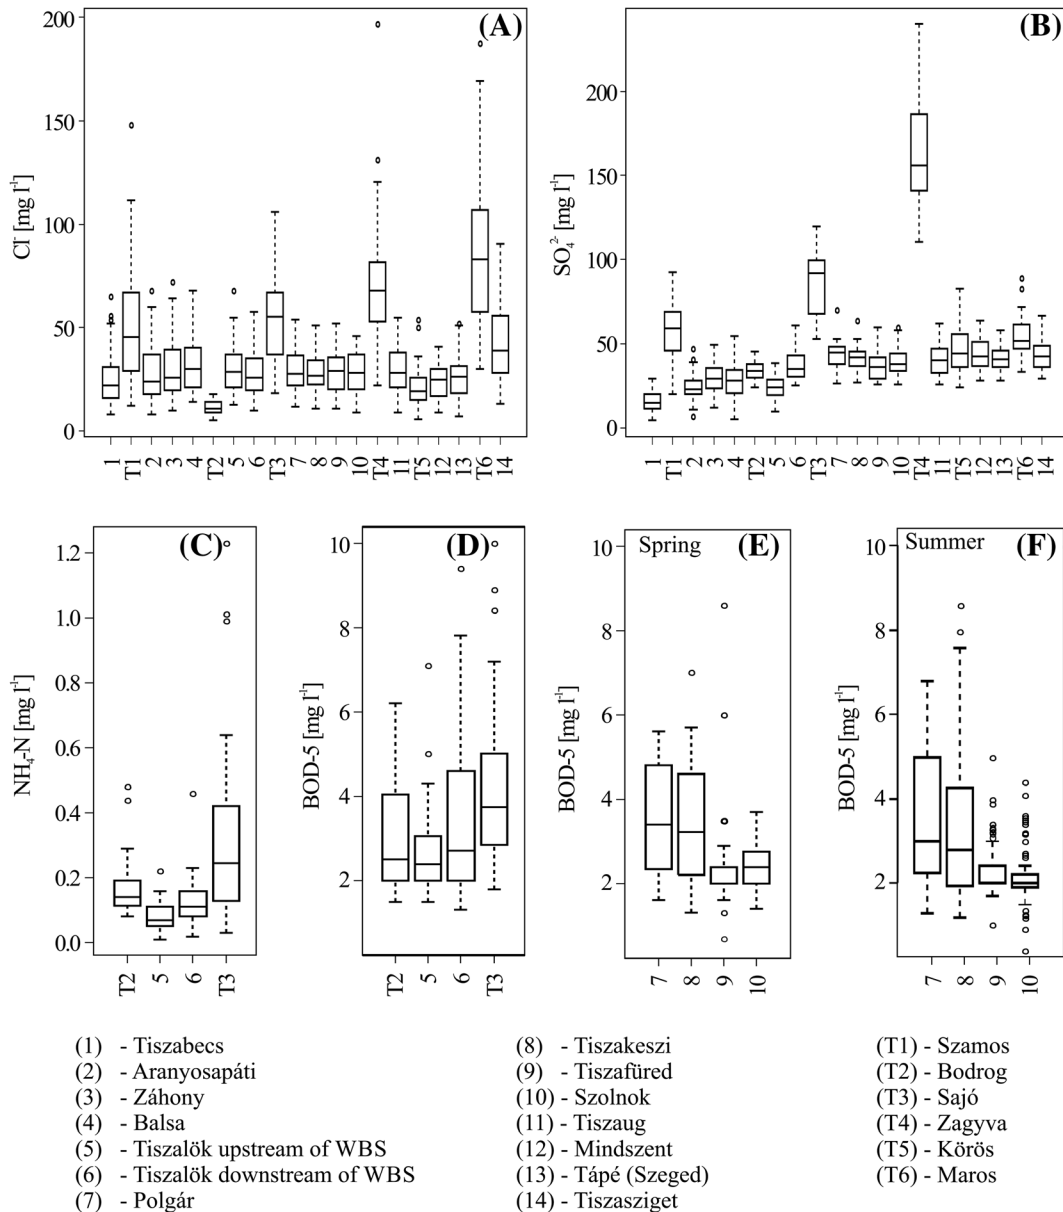 (A)
Cl⁻ [mg l⁻¹]
200
150
100
50
0
1 T1 2 3 4 T2 5 6 T3 7 8 9 10 T4 11 T5 12 13 T6 14
(B)
SO₄²⁻ [mg l⁻¹]
200
150
100
50
0
1 T1 2 3 4 T2 5 6 T3 7 8 9 10 T4 11 T5 12 13 T6 14
(C)
NH₄-N [mg l⁻¹]
1.2
1.0
0.8
0.6
0.4
0.2
0.0
T2 5 6 T3
(D)
BOD-5 [mg l⁻¹]
10
8
6
4
2
T2 5 6 T3
Spring (E)
BOD-5 [mg l⁻¹]
10
8
6
4
2
7 8 9 10
Summer (F)
BOD-5 [mg l⁻¹]
10
8
6
4
2
7 8 9 10
(1) - Tiszabecs
(2) - Aranyosapáti
(3) - Záhony
(4) - Balsa
(5) - Tiszalök upstream of WBS
(6) - Tiszalök downstream of WBS
(7) - Polgár
(8) - Tiszakeszi
(9) - Tiszafüred
(10) - Szolnok
(11) - Tiszaug
(12) - Mindszent
(13) - Tápé (Szeged)
(14) - Tiszasziget
(T1) - Szamos
(T2) - Bodrog
(T3) - Sajó
(T4) - Zagyva
(T5) - Körös
(T6) - Maros